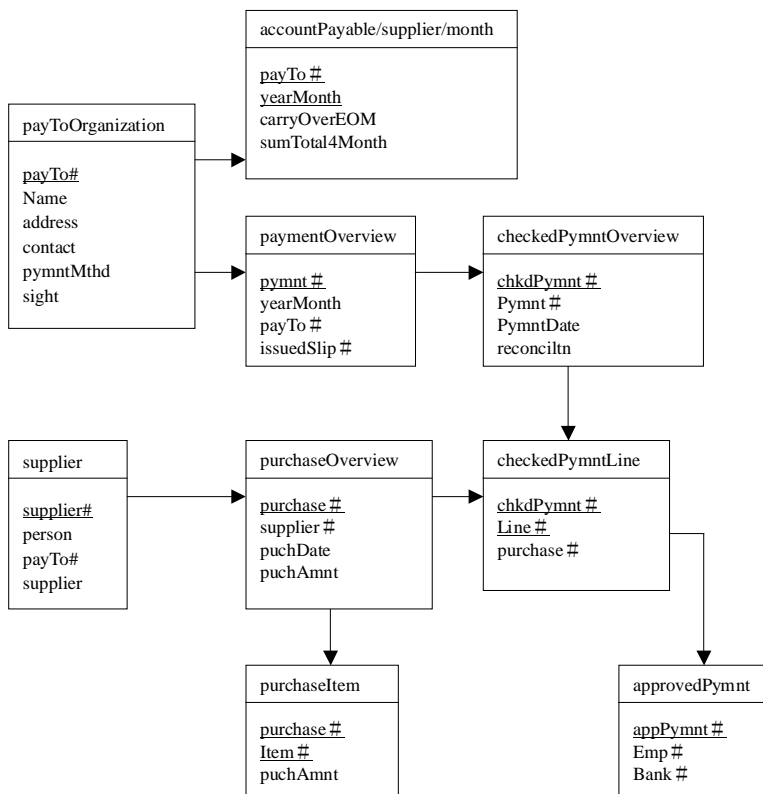 accountPayable/supplier/month
payTo＃
yearMonth
carryOverEOM
sumTotal4Month
payToOrganization
payTo#
Name
address
contact
pymntMthd
sight
paymentOverview
pymnt＃
yearMonth
payTo＃
issuedSlip＃
checkedPymntOverview
chkdPymnt＃
Pymnt＃
PymntDate
reconciltn
supplier
supplier#
person
payTo#
supplier
purchaseOverview
purchase＃
supplier＃
puchDate
puchAmnt
checkedPymntLine
chkdPymnt＃
Line＃
purchase＃
purchaseItem
purchase＃
Item＃
puchAmnt
approvedPymnt
appPymnt＃
Emp＃
Bank＃